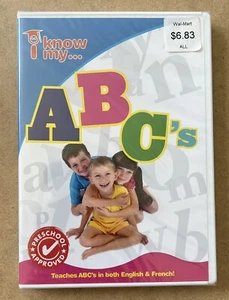 Wal-Mart
$6.83
ALL
i know
my...
ABC's
PRESCHOOL
APPROVED
Teaches ABC's in both English & French!